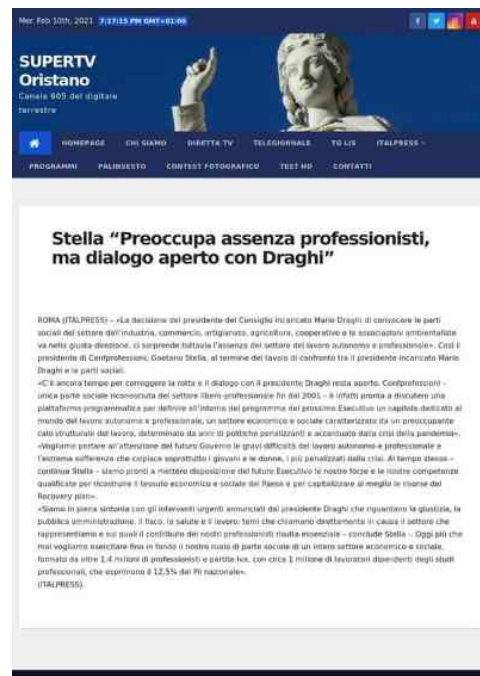 Mer. Feb 10th, 2021 7:17:15 PM GMT+01:00
SUPERTV
Oristano
Canale 605 del digitale
terrestre
HOMEPAGE CHI SIAMO DIRETTA TV TELEGIORNALE TG LIS ITALPRESS
PROGRAMMI PALINSESTO CONTEST FOTOGRAFICO TEST HD CONTATTI
Stella “Preoccupa assenza professionisti,
ma dialogo aperto con Draghi”
ROMA (ITALPRESS) – «La decisione del presidente del Consiglio incaricato Mario Draghi di convocare le parti
sociali del settore dell'industria, commercio, artigianato, agricoltura, cooperative e le associazioni ambientaliste
va nella giusta direzione, ci sorprende tuttavia l'assenza del settore del lavoro autonomo e professionale». Così il
presidente di Confprofessioni, Gaetano Stella, al termine del tavolo di confronto tra il presidente incaricato Mario
Draghi e le parti sociali.
«C'è ancora tempo per correggere la rotta e il dialogo con il presidente Draghi resta aperto. Confprofessioni –
unica parte sociale riconosciuta del settore libero-professionale fin dal 2001 – è infatti pronta a discutere una
piattaforma programmatica per definire all'interno del programma del prossimo Esecutivo un capitolo dedicato al
mondo del lavoro autonomo e professionale, un settore economico e sociale caratterizzato da un preoccupante
calo strutturale del lavoro, determinato da anni di politiche penalizzanti e accentuato dalla crisi della pandemia».
«Vogliamo portare all'attenzione del futuro Governo le gravi difficoltà del lavoro autonomo e professionale e
l'estrema sofferenza che colpisce soprattutto i giovani e le donne, i più penalizzati dalla crisi. Al tempo stesso –
continua Stella – siamo pronti a mettere disposizione del futuro Esecutivo le nostre forze e le nostre competenze
qualificate per ricostruire il tessuto economico e sociale del Paese e per capitalizzare al meglio le risorse del
Recovery plan».
«Siamo in piena sintonia con gli interventi urgenti annunciati dal presidente Draghi che riguardano la giustizia, la
pubblica amministrazione, il fisco, la salute e il lavoro: temi che chiamano direttamente in causa il settore che
rappresentiamo e sui quali il contributo dei nostri professionisti risulta essenziale – conclude Stella – Oggi più che
mai vogliamo esercitare fino in fondo il nostro ruolo di parte sociale di un intero settore economico e sociale,
formato da oltre 1,4 milioni di professionisti e partite Iva, con circa 1 milione di lavoratori dipendenti degli studi
professionali, che esprimono il 12,5% del Pil nazionale».
(ITALPRESS).